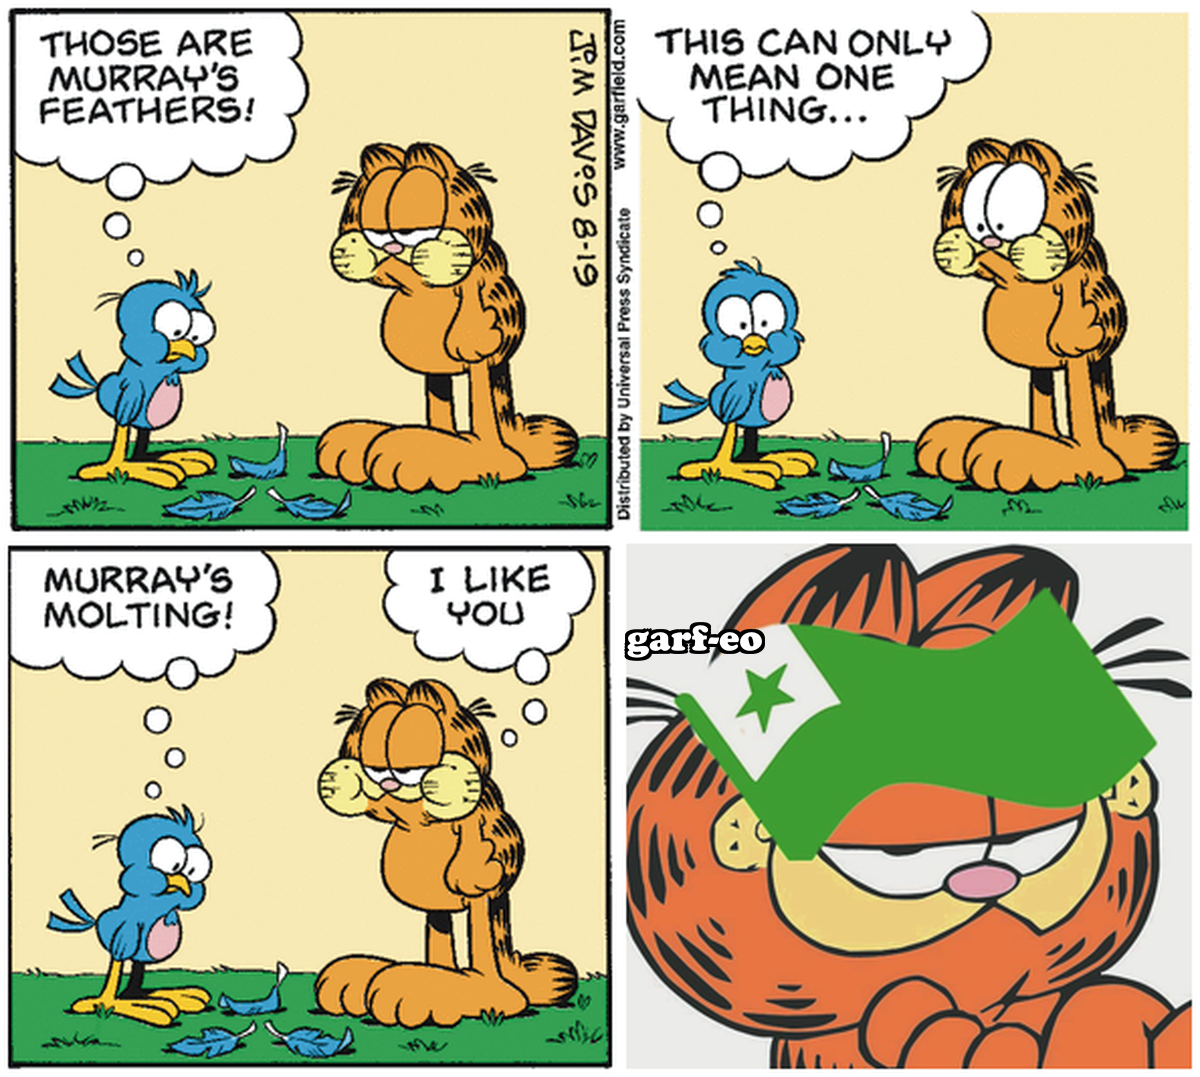 THOSE ARE
MURRAY'S
FEATHERS!
JIM DAVIS 8-19
www.garfield.com
Distributed by Universal Press Syndicate
THIS CAN ONLY
MEAN ONE
THING...
MURRAY'S
MOLTING!
I LIKE
YOU
garf-eo